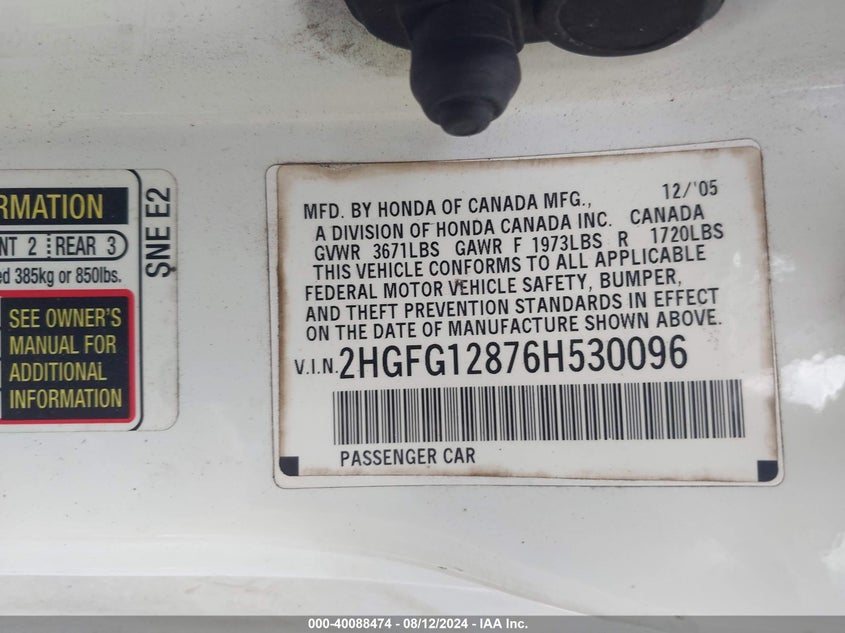 RMATION
NT 2 REAR 3
ed 385kg or 850lbs.
SEE OWNER'S
MANUAL FOR
ADDITIONAL
INFORMATION
SNE E2
MFD. BY HONDA OF CANADA MFG., 12/'05
A DIVISION OF HONDA CANADA INC. CANADA
GVWR 3671LBS GAWR F 1973LBS R 1720LBS
THIS VEHICLE CONFORMS TO ALL APPLICABLE
FEDERAL MOTOR VEHICLE SAFETY, BUMPER,
AND THEFT PREVENTION STANDARDS IN EFFECT
ON THE DATE OF MANUFACTURE SHOWN ABOVE.
V.I.N. 2HGFG12876H530096
PASSENGER CAR
000-40088474 - 08/12/2024 - IAA Inc.